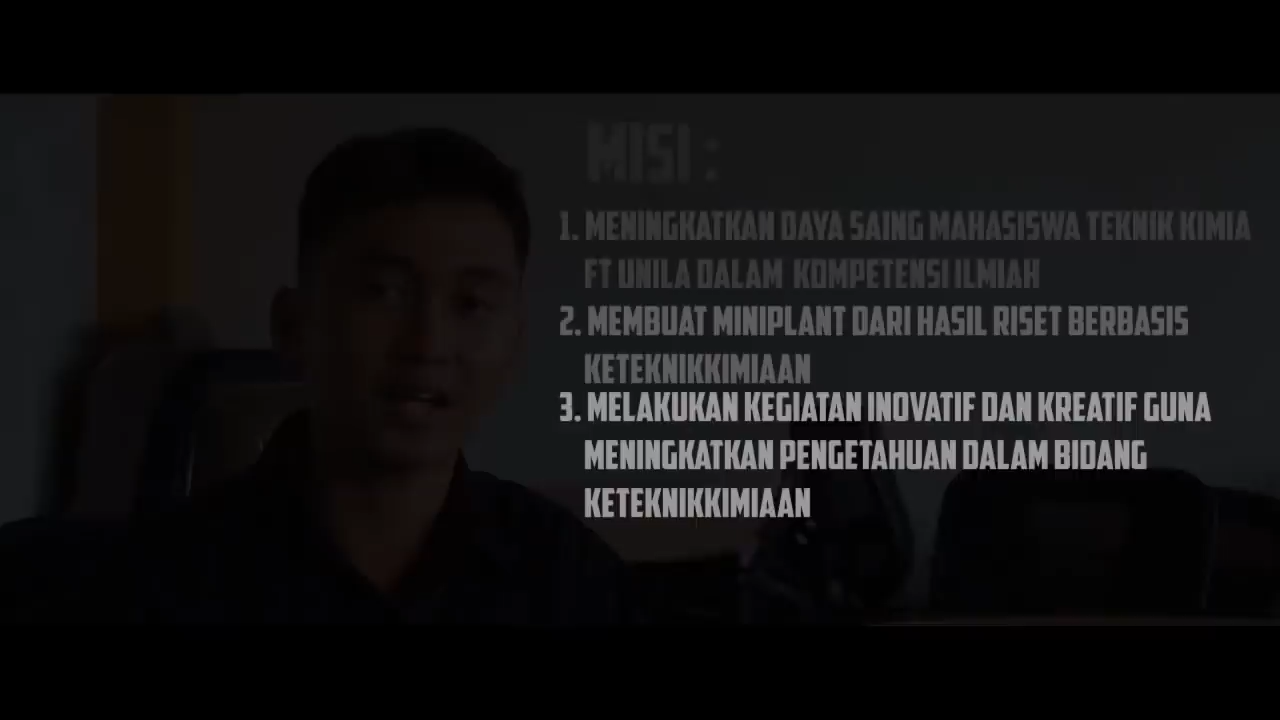 MISI :
1. MENINGKATKAN DAYA SAING MAHASISWA TEKNIK KIMIA
FT UNILA DALAM KOMPETENSI ILMIAH
2. MEMBUAT MINIPLANT DARI HASIL RISET BERBASIS
KETEKNIKKIMIAAN
3. MELAKUKAN KEGIATAN INOVATIF DAN KREATIF GUNA
MENINGKATKAN PENGETAHUAN DALAM BIDANG
KETEKNIKKIMIAAN